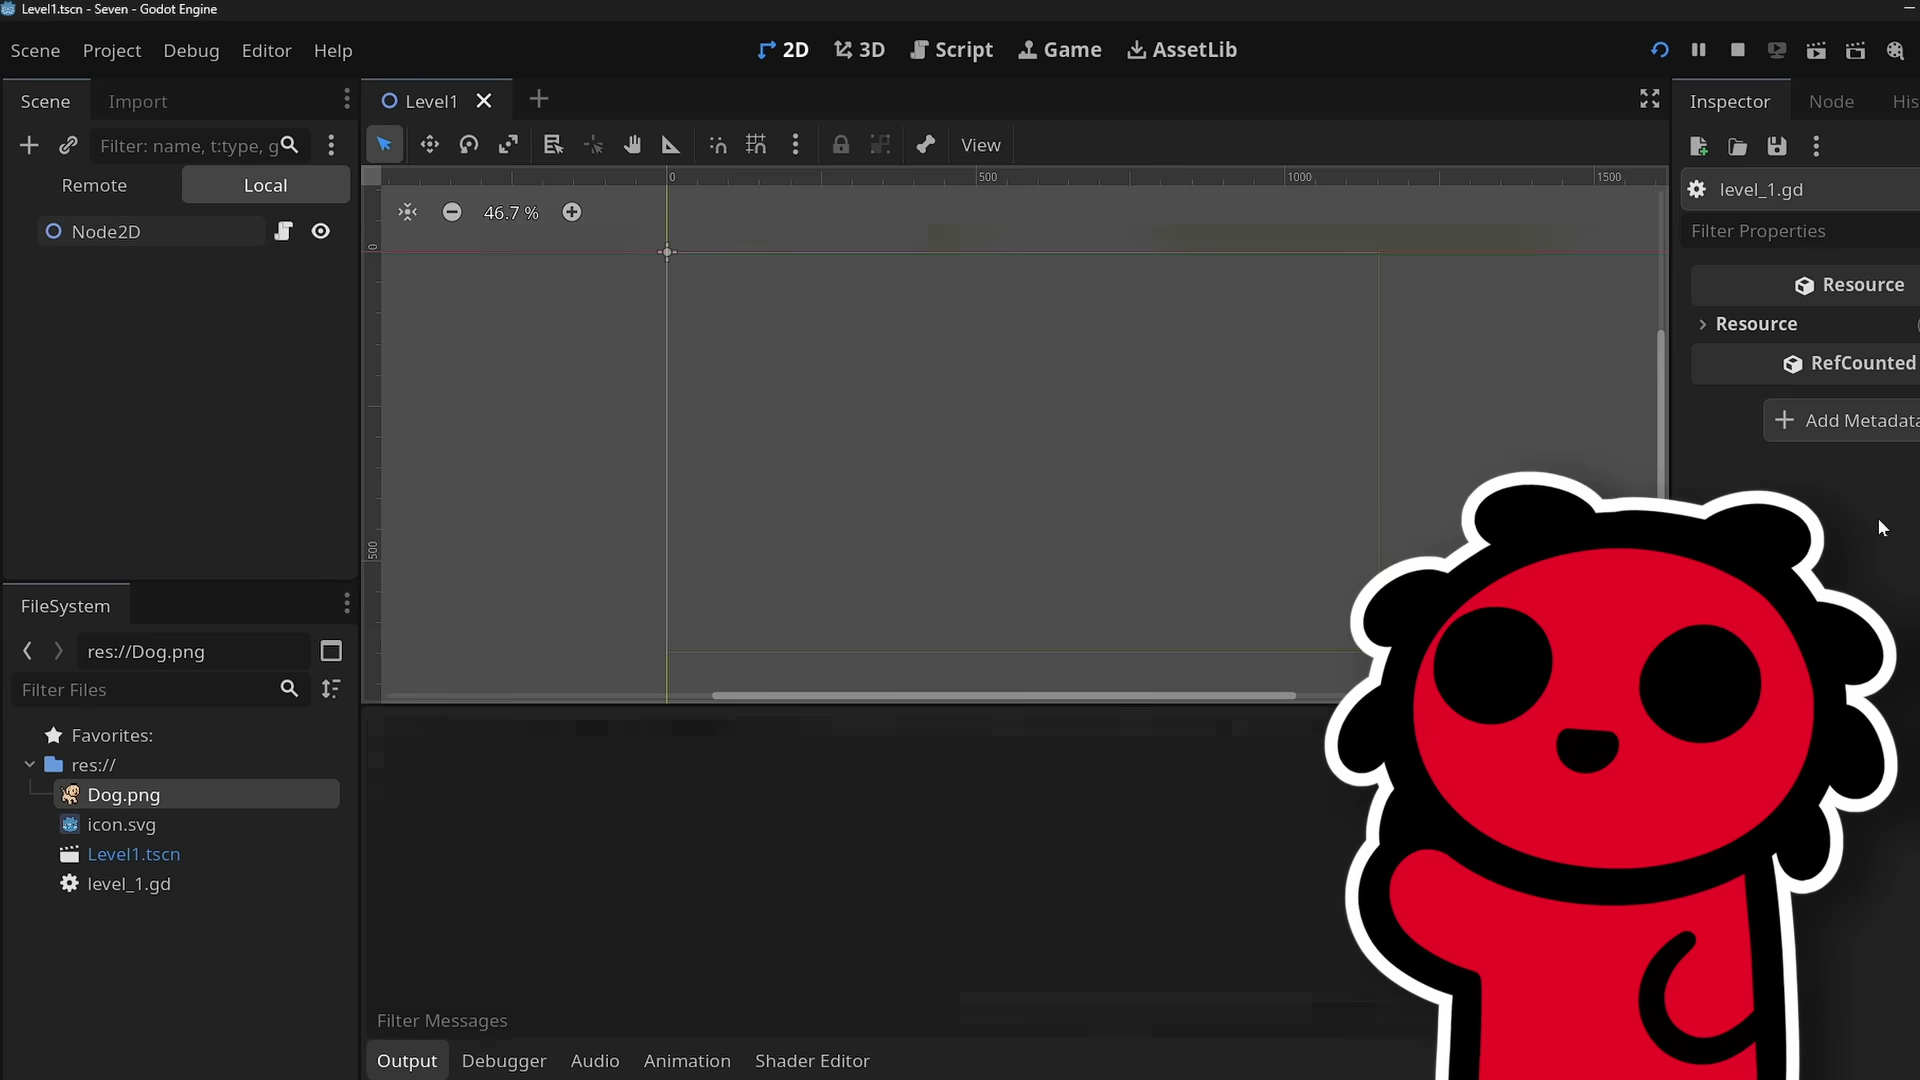 Level1.tscn - Seven - Godot Engine
Scene Project Debug Editor Help
2D 3D Script Game AssetLib
Scene Import
Level1
Inspector Node His
Filter: name, t:type, g
View
Remote Local
0 500 1000 1500
level_1.gd
Node2D
46.7 %
Filter Properties
0
Resource
Resource
RefCounted
Add Metadata
500
FileSystem
res://Dog.png
Filter Files
Favorites:
res://
Dog.png
icon.svg
Level1.tscn
level_1.gd
Filter Messages
Output Debugger Audio Animation Shader Editor